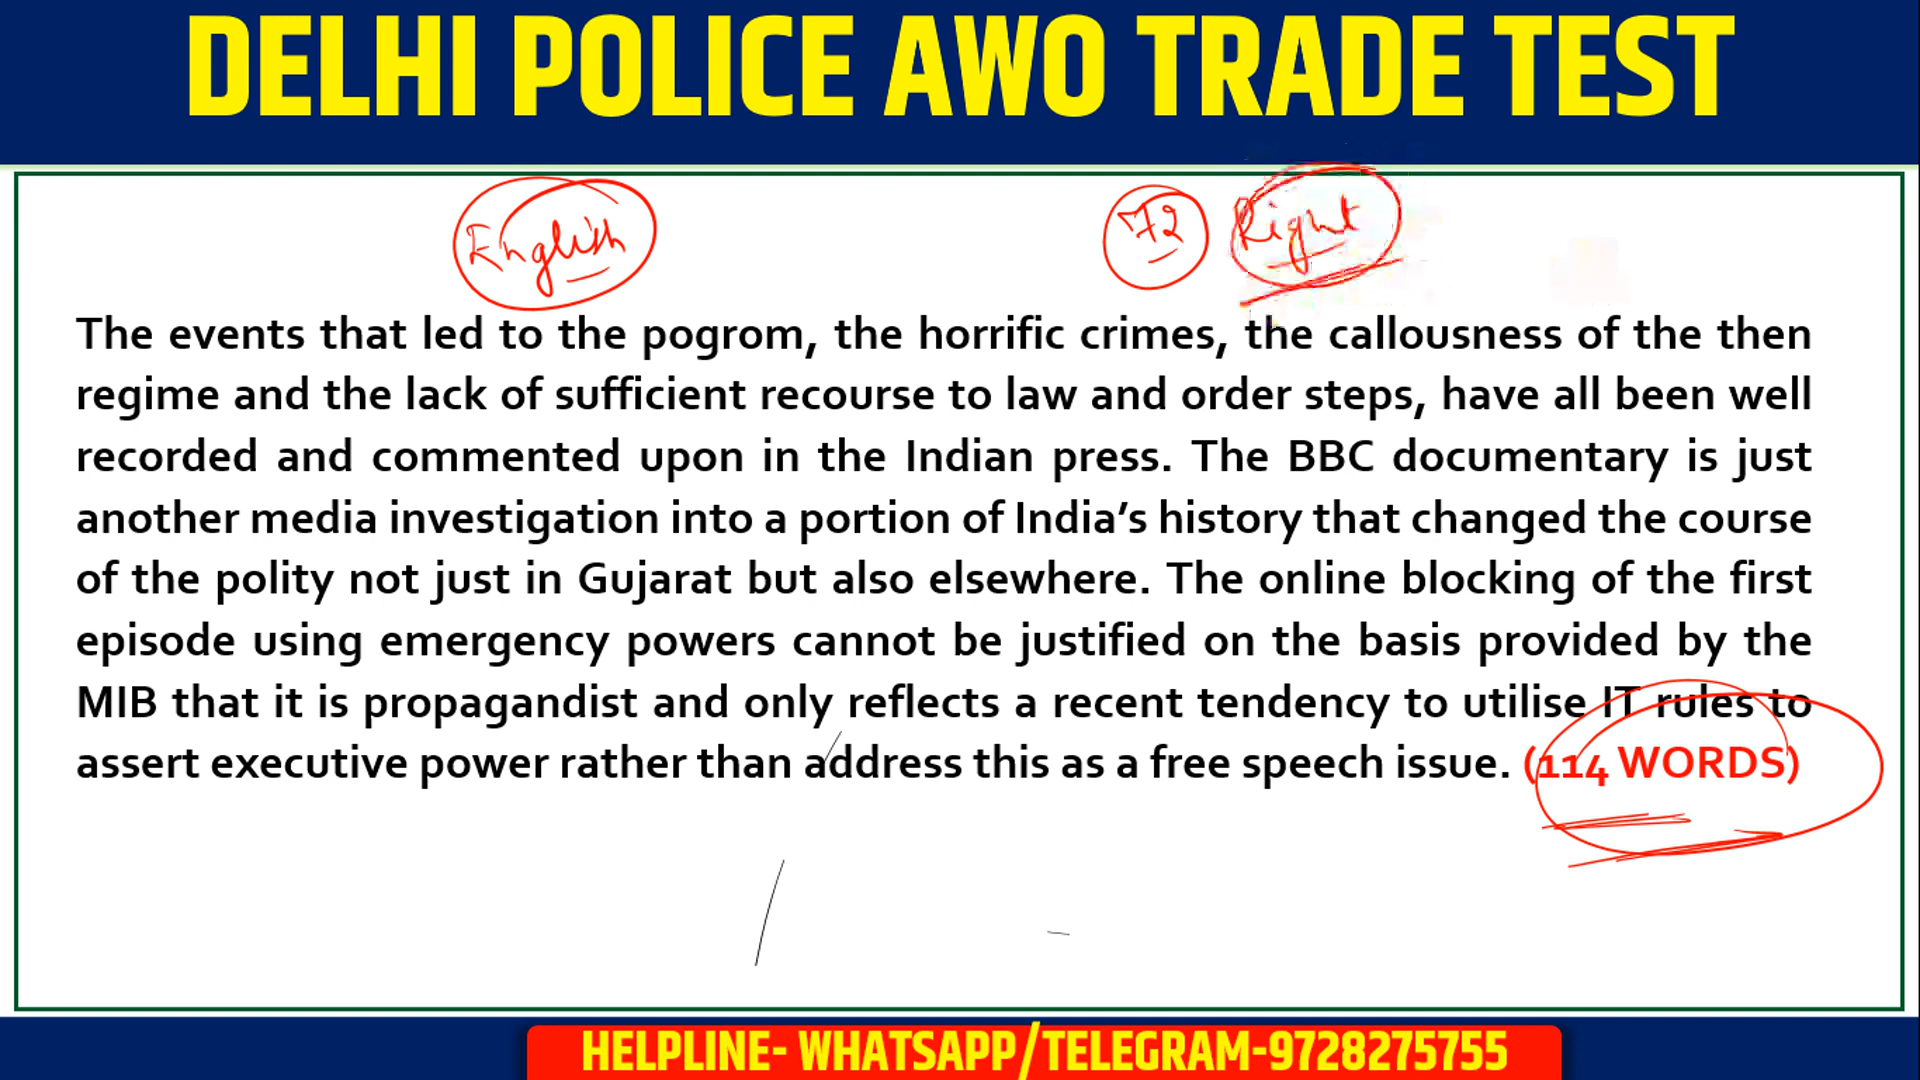 DELHI POLICE AWO TRADE TEST
English
72 Right
The events that led to the pogrom, the horrific crimes, the callousness of the then
regime and the lack of sufficient recourse to law and order steps, have all been well
recorded and commented upon in the Indian press. The BBC documentary is just
another media investigation into a portion of India’s history that changed the course
of the polity not just in Gujarat but also elsewhere. The online blocking of the first
episode using emergency powers cannot be justified on the basis provided by the
MIB that it is propagandist and only reflects a recent tendency to utilise IT rules to
assert executive power rather than address this as a free speech issue. (114 WORDS)
HELPLINE- WHATSAPP/TELEGRAM-9728275755